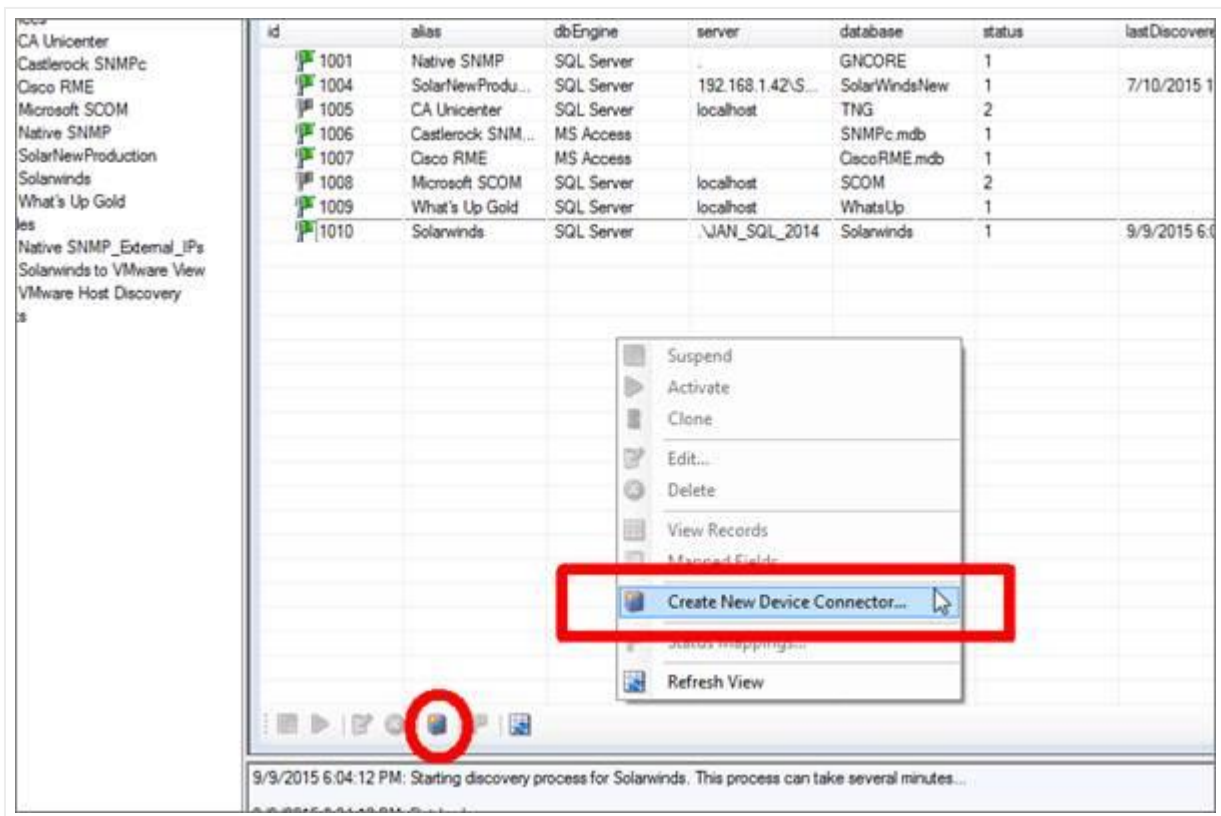 id alias dbEngine server database status lastDiscovere
CA Unicenter
Castlerock SNMPc
Cisco RME
Microsoft SCOM
Native SNMP
SolarNewProduction
Solarwinds
What's Up Gold
les
Native SNMP_External_IPs
Solarwinds to VMware View
VMware Host Discovery
1001 Native SNMP SQL Server . GNCORE 1
1004 SolarNewProdu... SQL Server 192.168.1.42\S... SolarWindsNew 1 7/10/2015 1
1005 CA Unicenter SQL Server localhost TNG 2
1006 Castlerock SNM... MS Access SNMPc.mdb 1
1007 Cisco RME MS Access CiscoRME.mdb 1
1008 Microsoft SCOM SQL Server localhost SCOM 2
1009 What's Up Gold SQL Server localhost WhatsUp 1
1010 Solarwinds SQL Server .\JAN_SQL_2014 Solarwinds 1 9/9/2015 6:0
Suspend
Activate
Clone
Edit...
Delete
View Records
Mapped Fields
Create New Device Connector...
Status Mappings...
Refresh View
9/9/2015 6:04:12 PM: Starting discovery process for Solarwinds. This process can take several minutes...